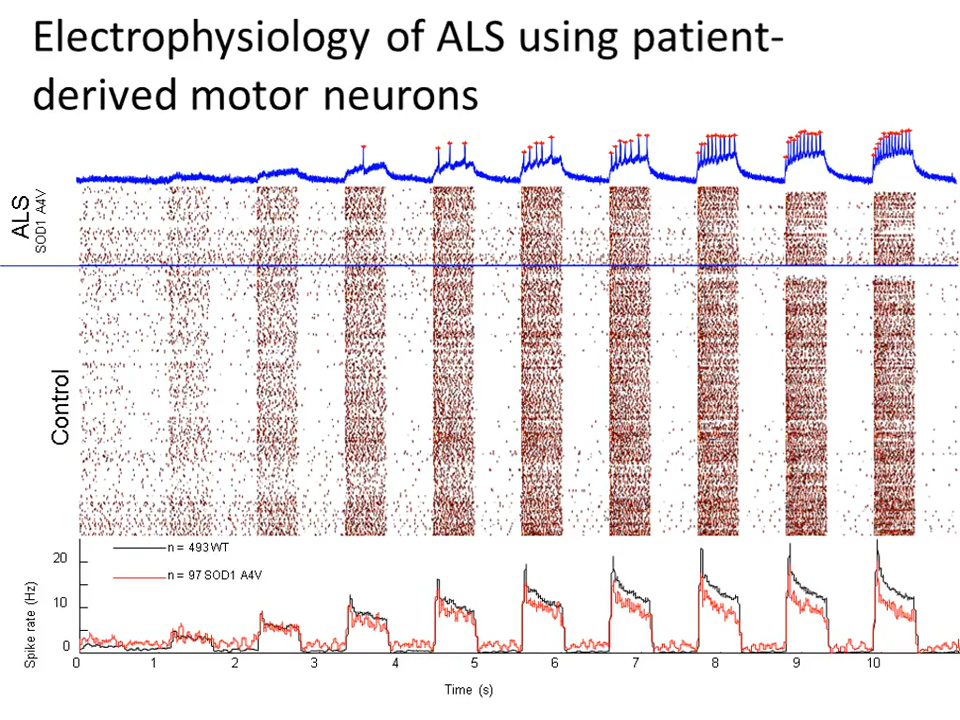 Electrophysiology of ALS using patient-
derived motor neurons
ALS
SOD1 A4V
Control
n = 493 WT
n = 97 SOD1 A4V
20
10
0
Spike rate (Hz)
0 1 2 3 4 5 6 7 8 9 10
Time (s)